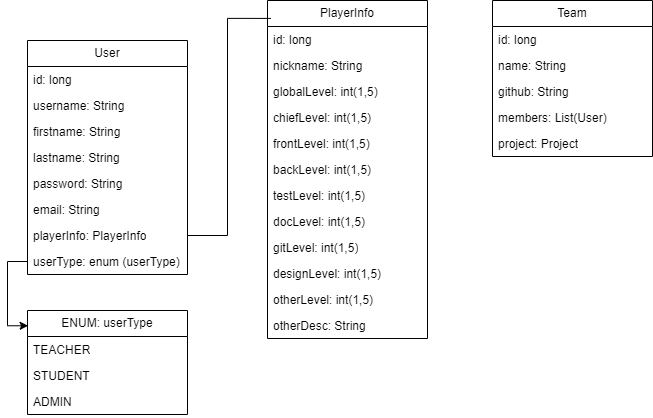 User
id: long
username: String
firstname: String
lastname: String
password: String
email: String
playerInfo: PlayerInfo
userType: enum (userType)
ENUM: userType
TEACHER
STUDENT
ADMIN
PlayerInfo
id: long
nickname: String
globalLevel: int(1,5)
chiefLevel: int(1,5)
frontLevel: int(1,5)
backLevel: int(1,5)
testLevel: int(1,5)
docLevel: int(1,5)
gitLevel: int(1,5)
designLevel: int(1,5)
otherLevel: int(1,5)
otherDesc: String
Team
id: long
name: String
github: String
members: List(User)
project: Project